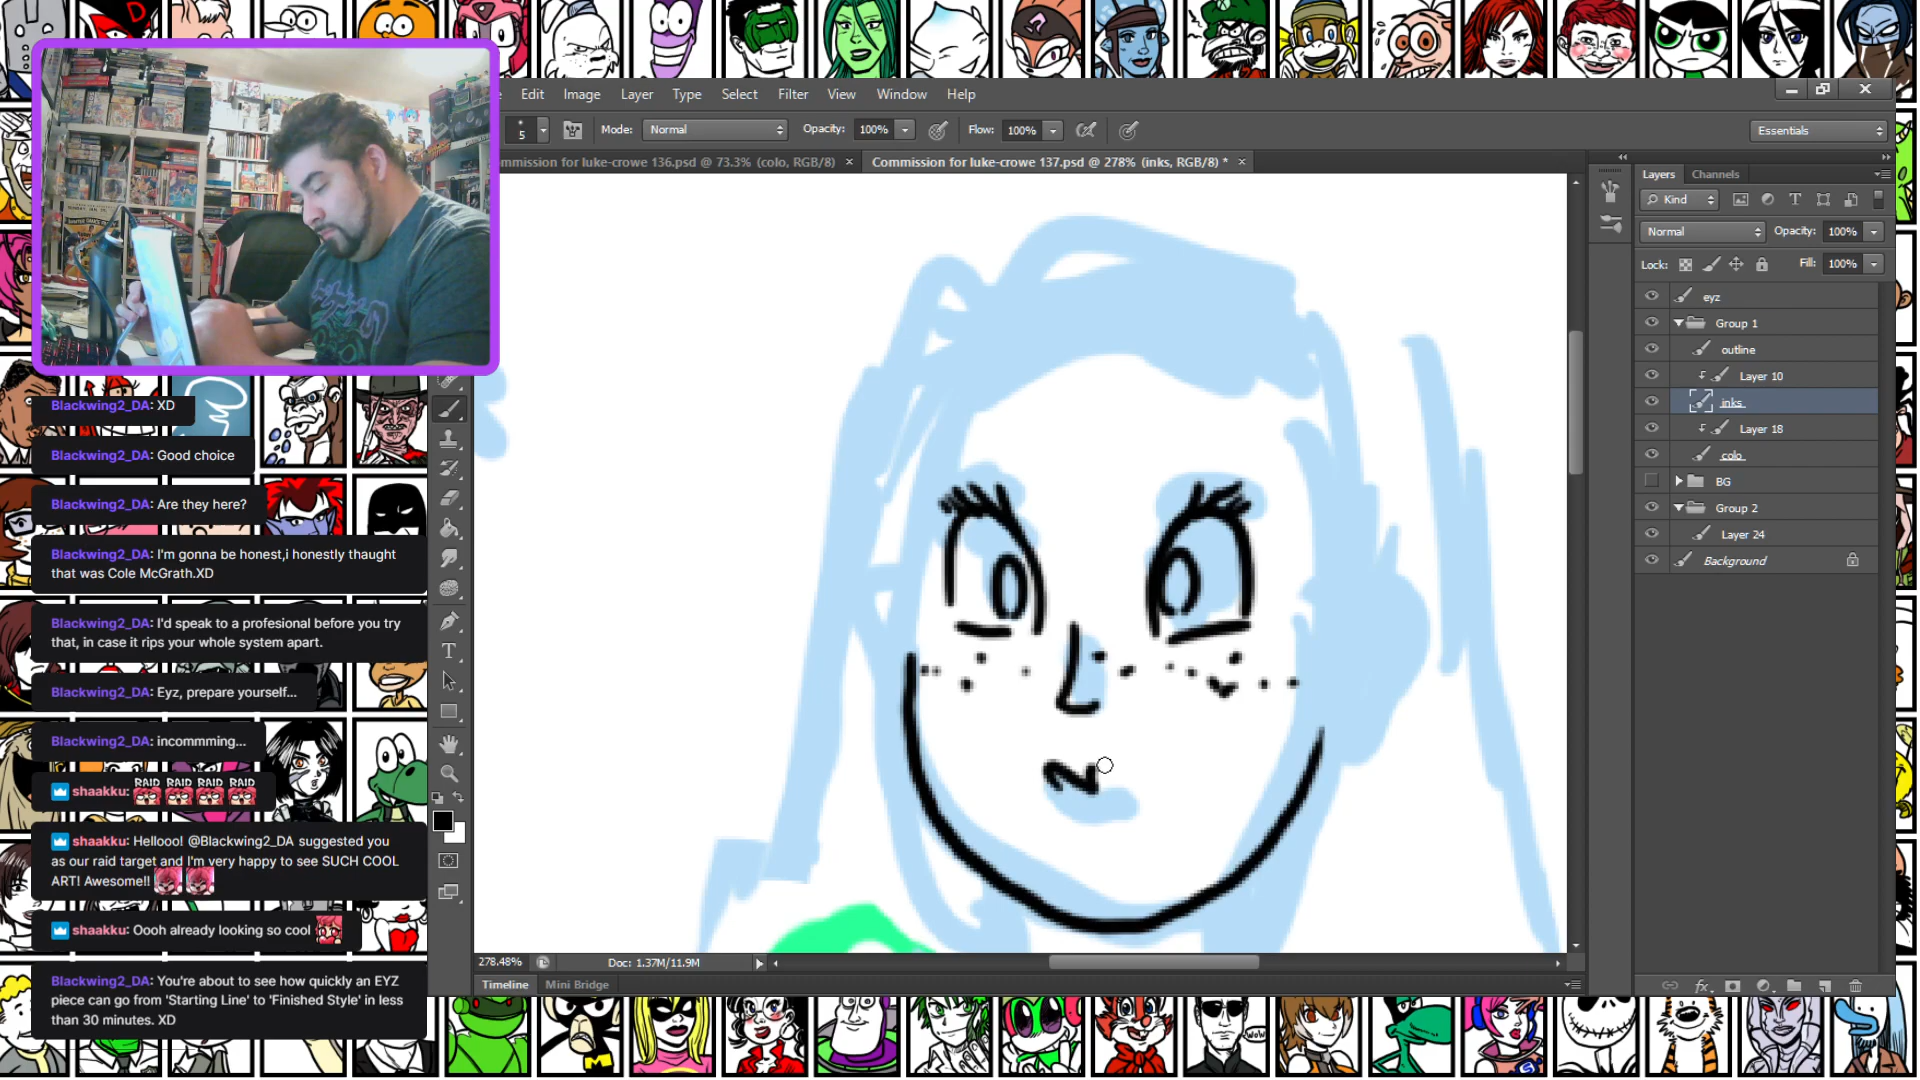 Edit Image Layer Type Select Filter View Window Help
5 Mode: Normal Opacity: 100% Flow: 100% Essentials
mmission for luke-crowe 136.psd @ 73.3% (colo, RGB/8) × Commission for luke-crowe 137.psd @ 278% (inks, RGB/8) * ×
Layers Channels
Kind
Normal Opacity: 100%
Lock: Fill: 100%
eyz
Group 1
outline
Layer 10
inks
Layer 18
colo
BG
Group 2
Layer 24
Background
Blackwing2_DA: XD
Blackwing2_DA: Good choice
Blackwing2_DA: Are they here?
Blackwing2_DA: I'm gonna be honest,i honestly thaught
that was Cole McGrath.XD
Blackwing2_DA: I'd speak to a profesional before you try
that, in case it rips your whole system apart.
Blackwing2_DA: Eyz, prepare yourself...
Blackwing2_DA: incommming...
shaakku: RAID RAID RAID RAID
shaakku: Hellooo! @Blackwing2_DA suggested you
as our raid target and I'm very happy to see SUCH COOL
ART! Awesome!!
shaakku: Oooh already looking so cool
Blackwing2_DA: You're about to see how quickly an EYZ
piece can go from 'Starting Line' to 'Finished Style' in less
than 30 minutes. XD
278.48% Doc: 1.37M/11.9M
Timeline Mini Bridge
WOW